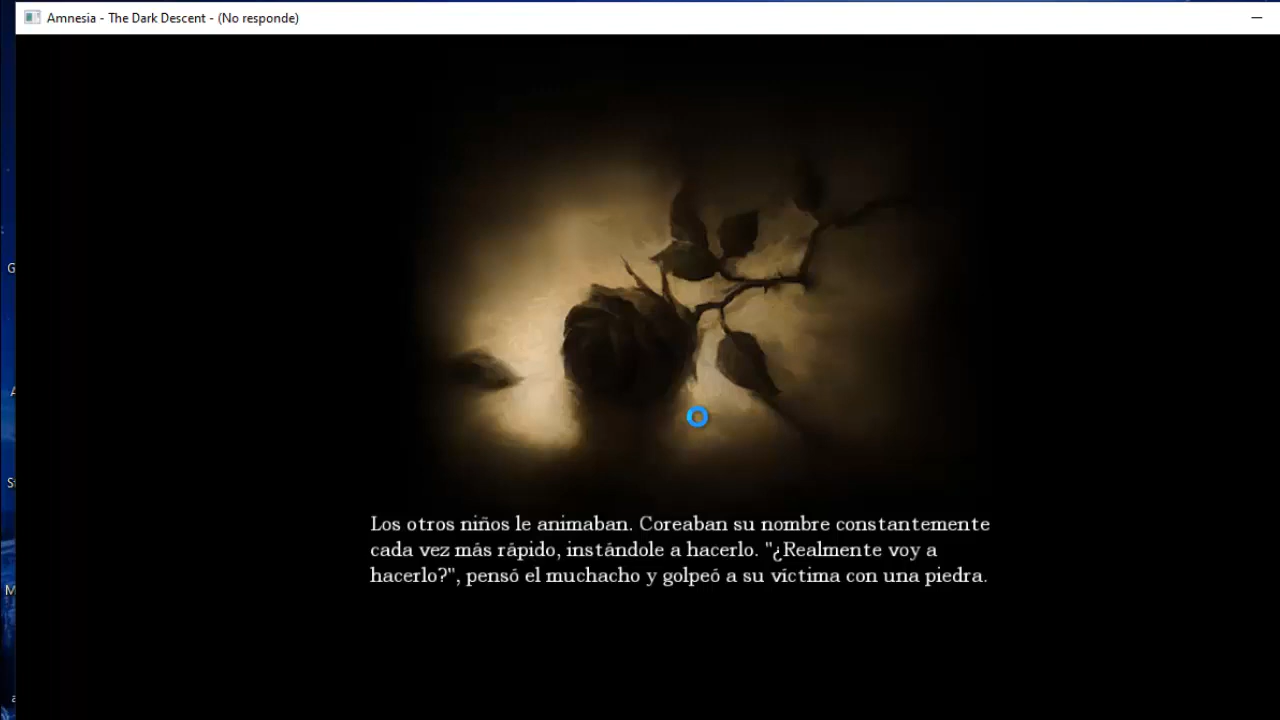 Amnesia - The Dark Descent - (No responde)
Los otros niños le animaban. Coreaban su nombre constantemente
cada vez más rápido, instándole a hacerlo. "¿Realmente voy a
hacerlo?", pensó el muchacho y golpeó a su víctima con una piedra.